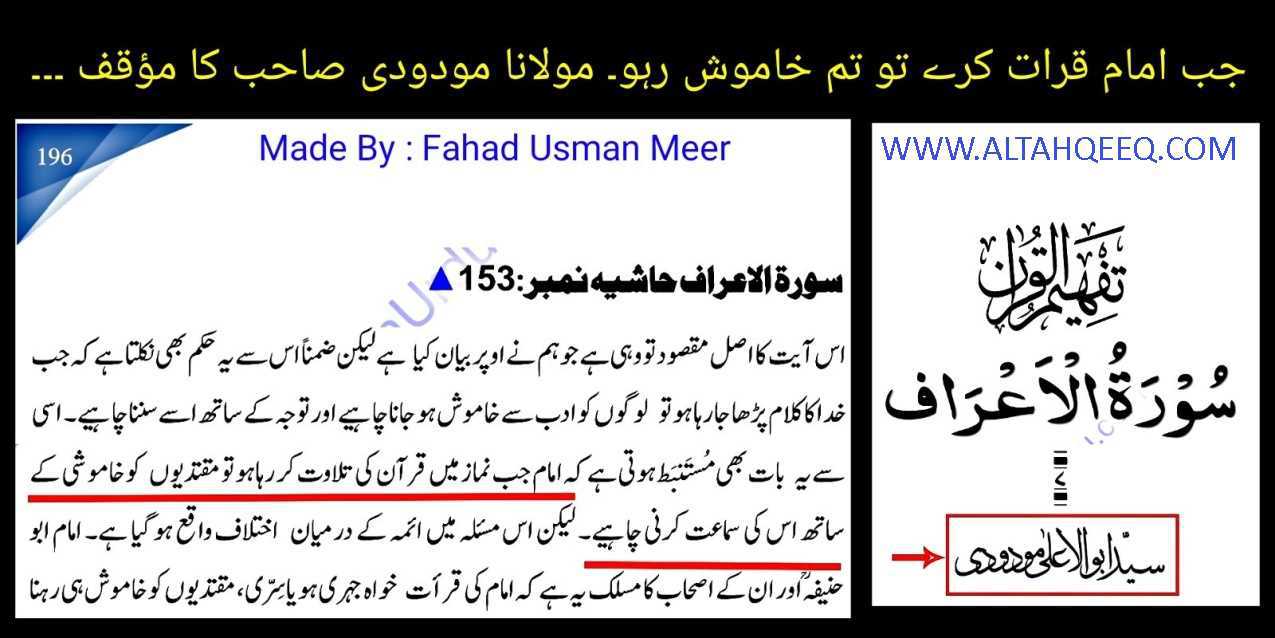 جب امام قرات کرے تو تم خاموش رہو۔ مولانا مودودی صاحب کا مؤقف ...
196
Made By : Fahad Usman Meer
سورة الاعراف حاشیہ نمبر:153▲
اس آیت کا اصل مقصود تو وہی ہے جو ہم نے اوپر بیان کیا ہے لیکن ضمناً اس سے یہ حکم بھی نکلتا ہے کہ جب
خدا کا کلام پڑھا جا رہا ہو تو لوگوں کو ادب سے خاموش ہو جانا چاہیے اور توجہ کے ساتھ اسے سننا چاہیے۔ اسی
سے یہ بات بھی مُستَنبَط ہوتی ہے کہ امام جب نماز میں قرآن کی تلاوت کر رہا ہو تو مقتدیوں کو خاموشی کے
ساتھ اس کی سماعت کرنی چاہیے۔ لیکن اس مسئلہ میں ائمہ کے درمیان اختلاف واقع ہو گیا ہے۔ امام ابو
حنیفہؒ اور ان کے اصحاب کا مسلک یہ ہے کہ امام کی قرأت خواہ جہری ہو یا سِرّی، مقتدیوں کو خاموش ہی رہنا
WWW.ALTAHQEEQ.COM
تفہیم القرآن
سُوْرَةُ الْاَعْرَاف
۷
سیّد ابوالاعلیٰ مودودی